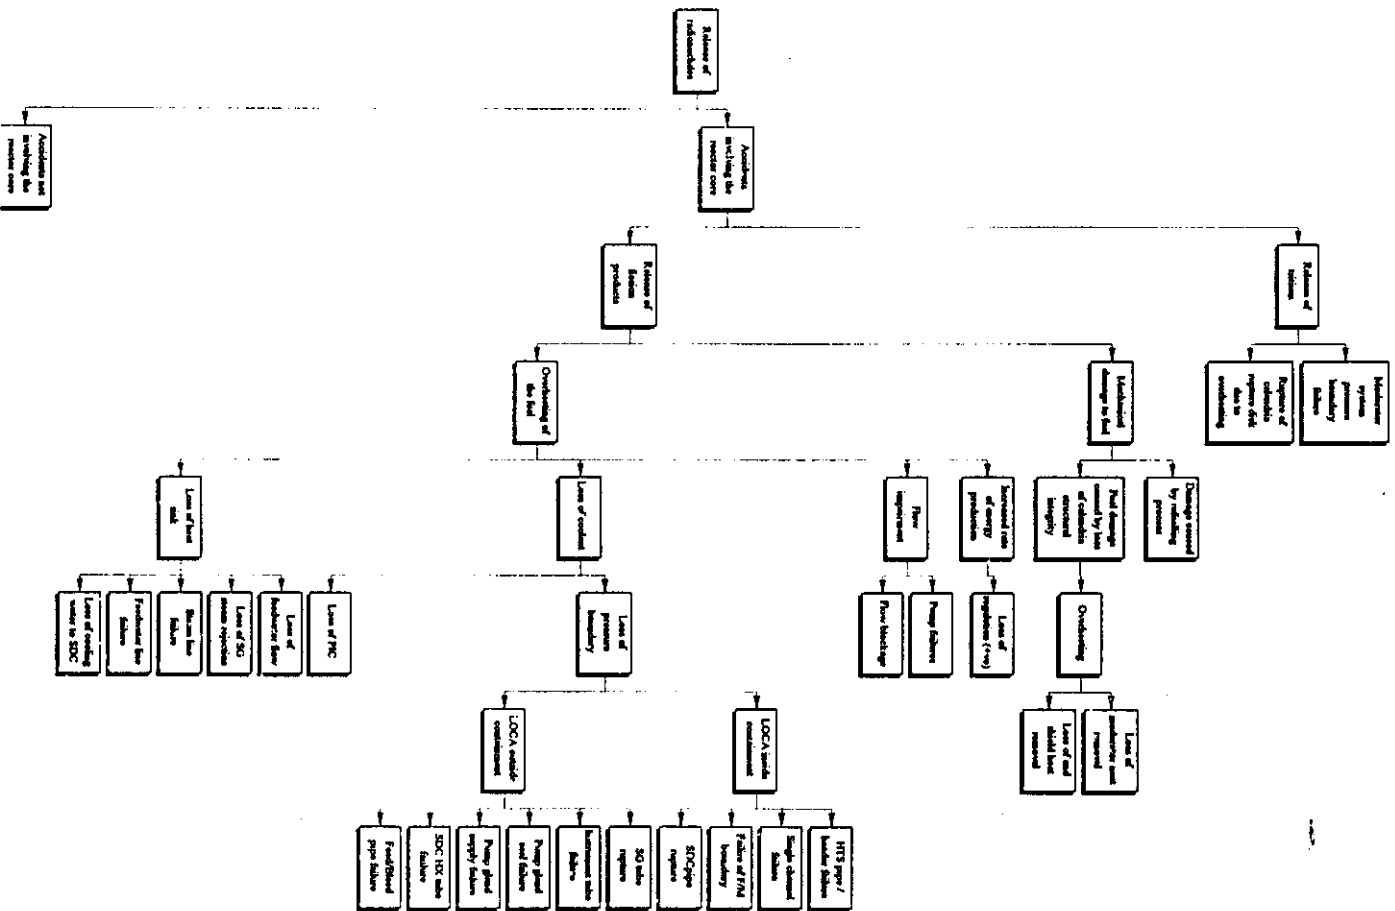 Release of
radionuclides
Accidents
involving the
reactor core
Accidents not
involving the
reactor core
Release of
tritium
Release of
fission
products
Moderator
system
pressure
boundary
failure
Rupture of
calandria
rupture disk
due to
overheating
Mechanical
damage to fuel
Overheating of
the fuel
Damage caused
by refuelling
process
Fuel damage
caused by loss
of calandria
structural
integrity
Increased rate
of energy
production
Flow
impairment
Loss of coolant
Loss of heat
sink
Overheating
Loss of
regulation (+ve)
Pump failures
Flow blockage
Loss of
pressure
boundary
Loss of PIC
Loss of
feedwater flow
Loss of SG
steam rejection
Steam line
failure
Feedwater line
failure
Loss of cooling
water to SDC
Loss of
moderator heat
removal
Loss of end
shield heat
removal
LOCA inside
containment
LOCA outside
containment
HTS pipe /
header failure
Single channel
failure
Failure of F/M
boundary
SDC pipe
rupture
SG tube
rupture
Instrument tube
failure
Pump gland
seal failure
Pump gland
supply failure
SDC HX tube
failure
Feed/Bleed
pipe failure